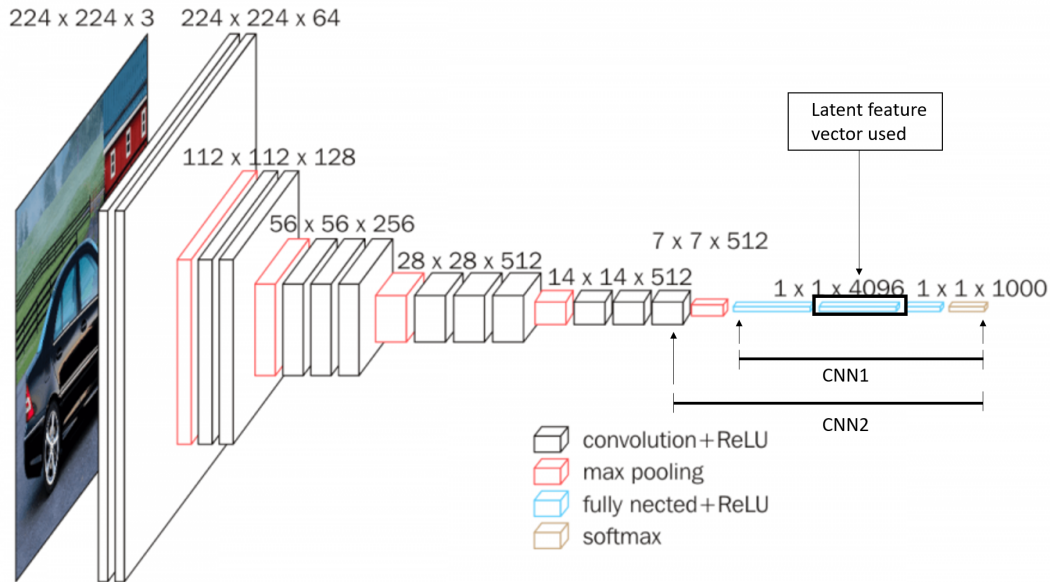 224 x 224 x 3
224 x 224 x 64
112 x 112 x 128
56 x 56 x 256
28 x 28 x 512
14 x 14 x 512
7 x 7 x 512
1 x 1 x 4096
1 x 1 x 1000
Latent feature
vector used
CNN1
CNN2
convolution+ReLU
max pooling
fully nected+ReLU
softmax